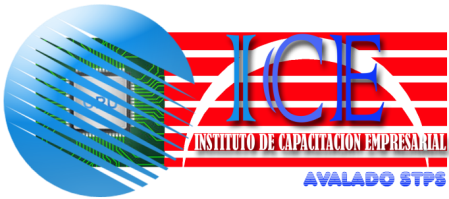 ICE
INSTITUTO DE CAPACITACION EMPRESARIAL
AVALADO STPS